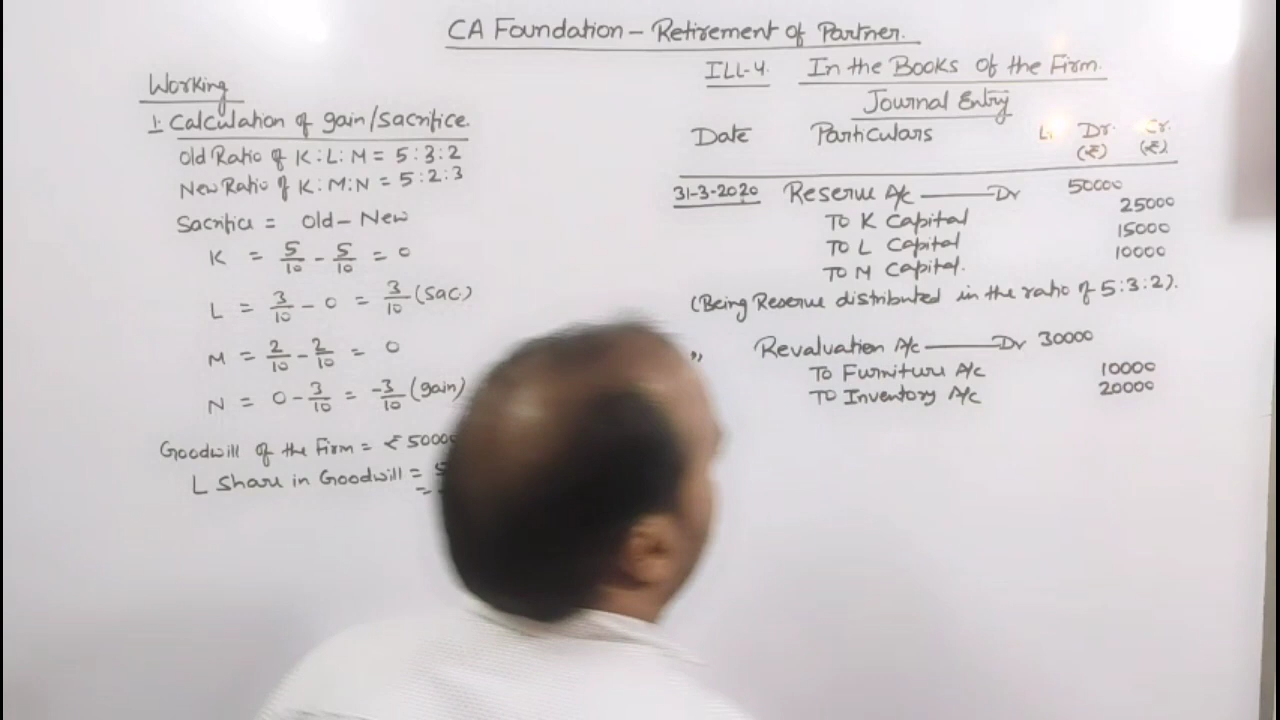 CA Foundation – Retirement of Partner.
Working
1. Calculation of gain/sacrifice.
Old Ratio of K:L:M = 5:3:2
New Ratio of K:M:N = 5:2:3
Sacrifice = Old – New
K = 5/10 - 5/10 = 0
L = 3/10 - 0 = 3/10 (sac)
M = 2/10 - 2/10 = 0
N = 0 - 3/10 = -3/10 (gain)
Goodwill of the Firm = ₹ 5000
L Share in Goodwill =
=
ILL-4. In the Books of the Firm.
Journal Entry
Date Particulars L. Dr. (₹) Cr. (₹)
31-3-2020 Reserve A/c ——— Dr 50000
To K Capital 25000
To L Capital 15000
To M Capital. 10000
(Being Reserve distributed in the ratio of 5:3:2).
,, Revaluation A/c ——— Dr 30000
To Furniture A/c 10000
To Inventory A/c 20000